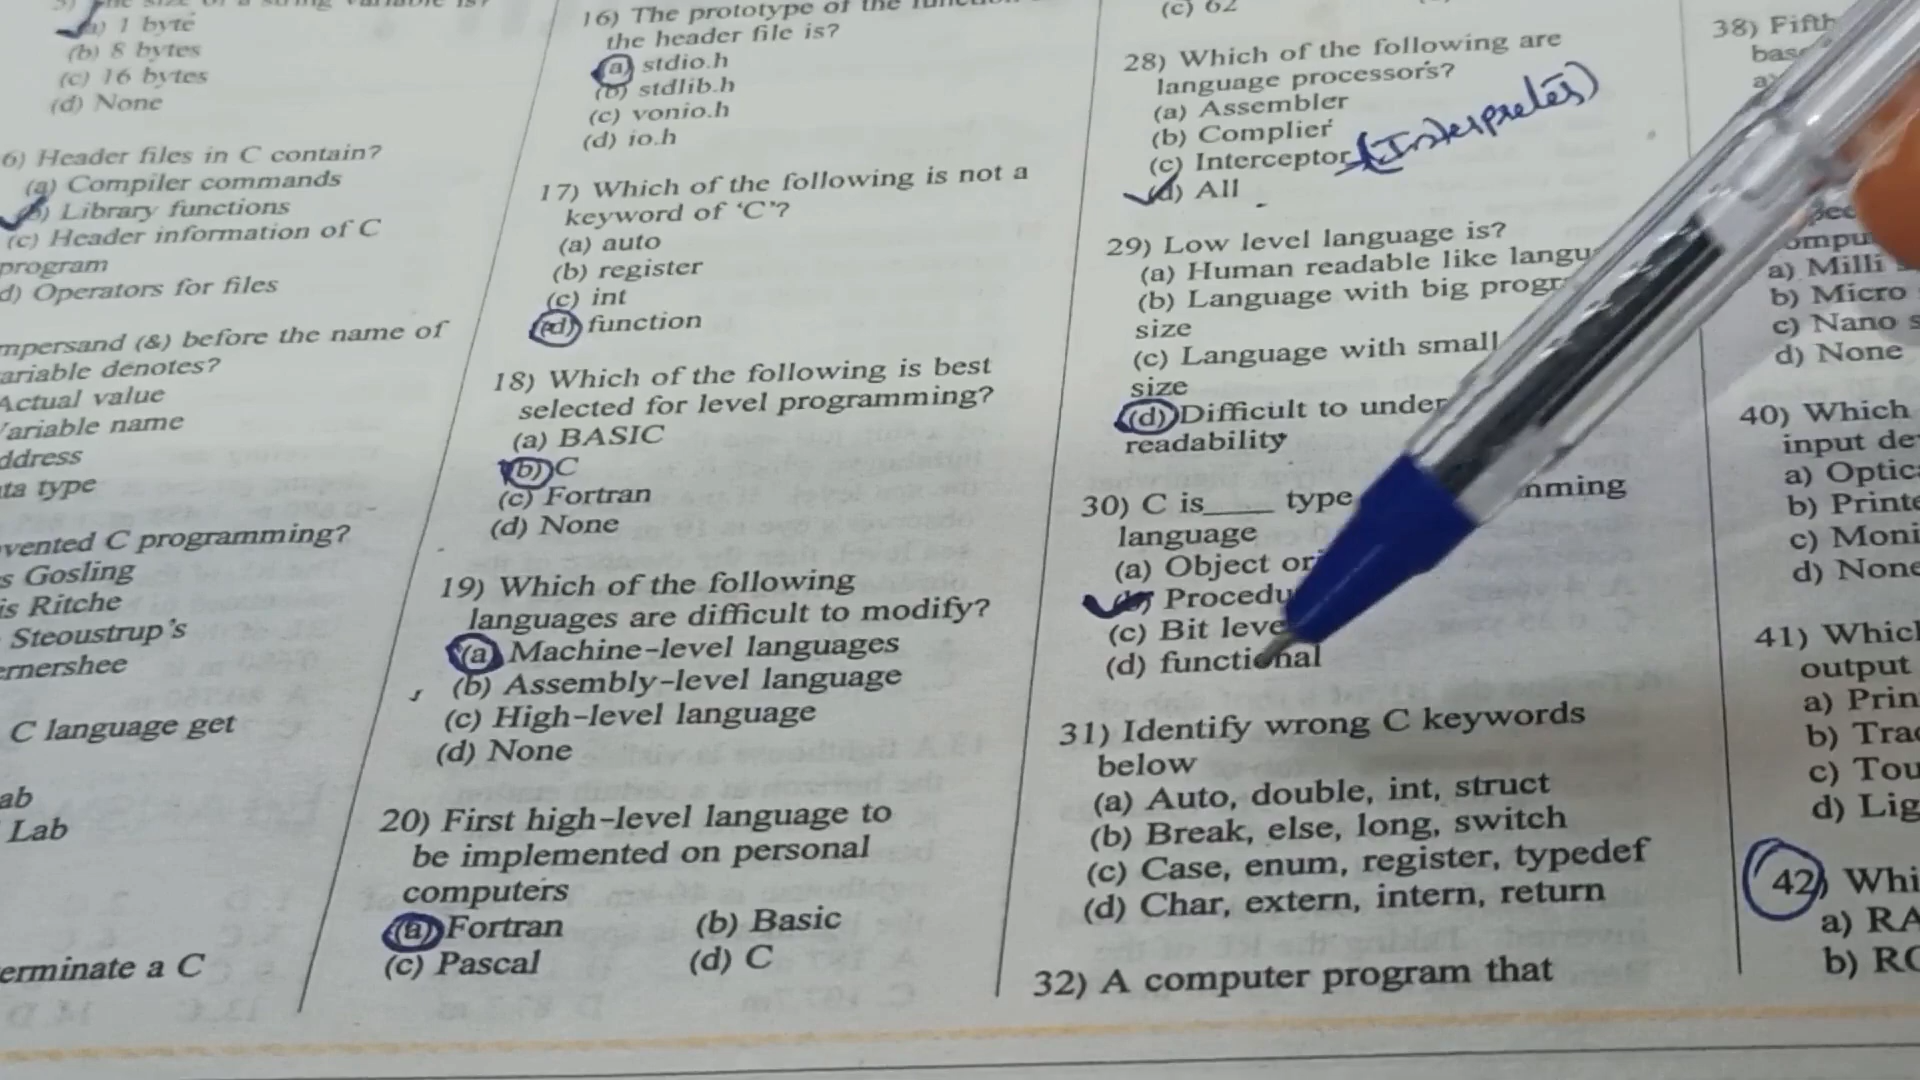 (a) 1 byte
(b) 8 bytes
(c) 16 bytes
(d) None
6) Header files in C contain?
(a) Compiler commands
(b) Library functions
(c) Header information of C
program
d) Operators for files
mpersand (&) before the name of
ariable denotes?
Actual value
ariable name
ddress
ta type
vented C programming?
s Gosling
is Ritche
Steoustrup's
ernershee
C language get
ab
Lab
erminate a C
16) The prototype of the
the header file is?
(a) stdio.h
(b) stdlib.h
(c) vonio.h
(d) io.h
17) Which of the following is not a
keyword of 'C'?
(a) auto
(b) register
(c) int
(d) function
18) Which of the following is best
selected for level programming?
(a) BASIC
(b) C
(c) Fortran
(d) None
19) Which of the following
languages are difficult to modify?
(a) Machine-level languages
(b) Assembly-level language
(c) High-level language
(d) None
20) First high-level language to
be implemented on personal
computers
(a) Fortran (b) Basic
(c) Pascal (d) C
(c) 62
28) Which of the following are
language processors?
(a) Assembler
(b) Complier
(c) Interceptor (Interpreter)
(d) All
29) Low level language is?
(a) Human readable like langu
(b) Language with big progr
size
(c) Language with small
size
(d) Difficult to under
readability
30) C is____ type mming
language
(a) Object ori
(b) Procedu
(c) Bit leve
(d) functional
31) Identify wrong C keywords
below
(a) Auto, double, int, struct
(b) Break, else, long, switch
(c) Case, enum, register, typedef
(d) Char, extern, intern, return
32) A computer program that
38) Fifth
bas
a)
ompu
a) Milli
b) Micro
c) Nano s
d) None
40) Which
input de
a) Optic
b) Printe
c) Moni
d) None
41) Which
output
a) Prin
b) Trac
c) Tou
d) Lig
42) Whi
a) RA
b) RO